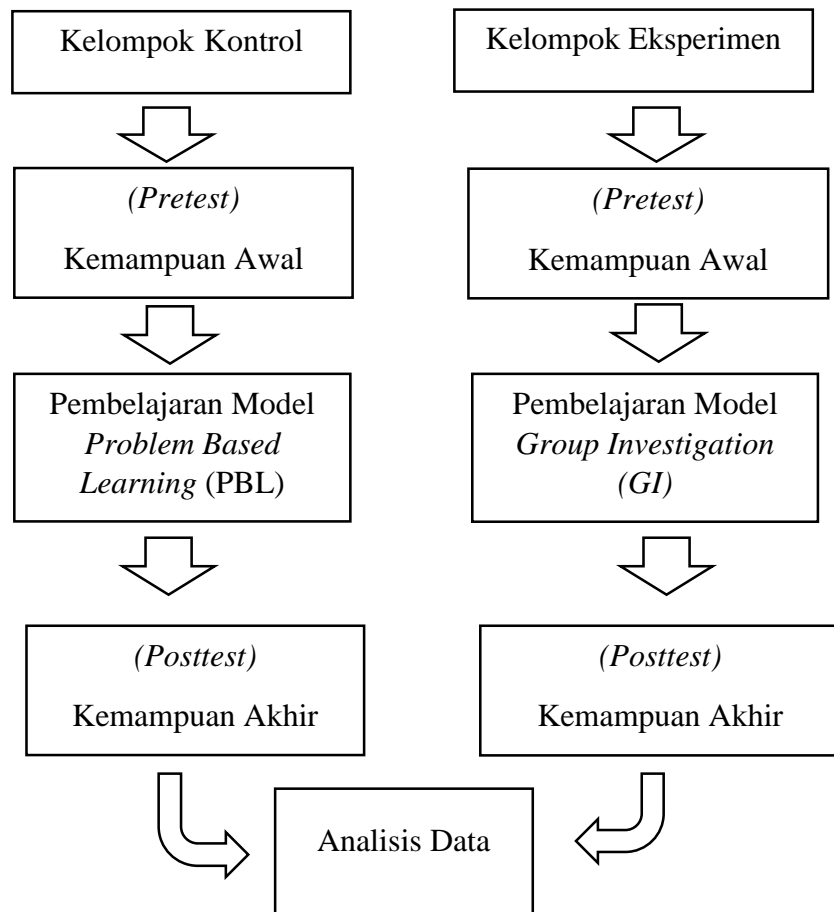 Kelompok Kontrol
Kelompok Eksperimen
(Pretest)
Kemampuan Awal
(Pretest)
Kemampuan Awal
Pembelajaran Model
Problem Based
Learning (PBL)
Pembelajaran Model
Group Investigation
(GI)
(Posttest)
Kemampuan Akhir
(Posttest)
Kemampuan Akhir
Analisis Data